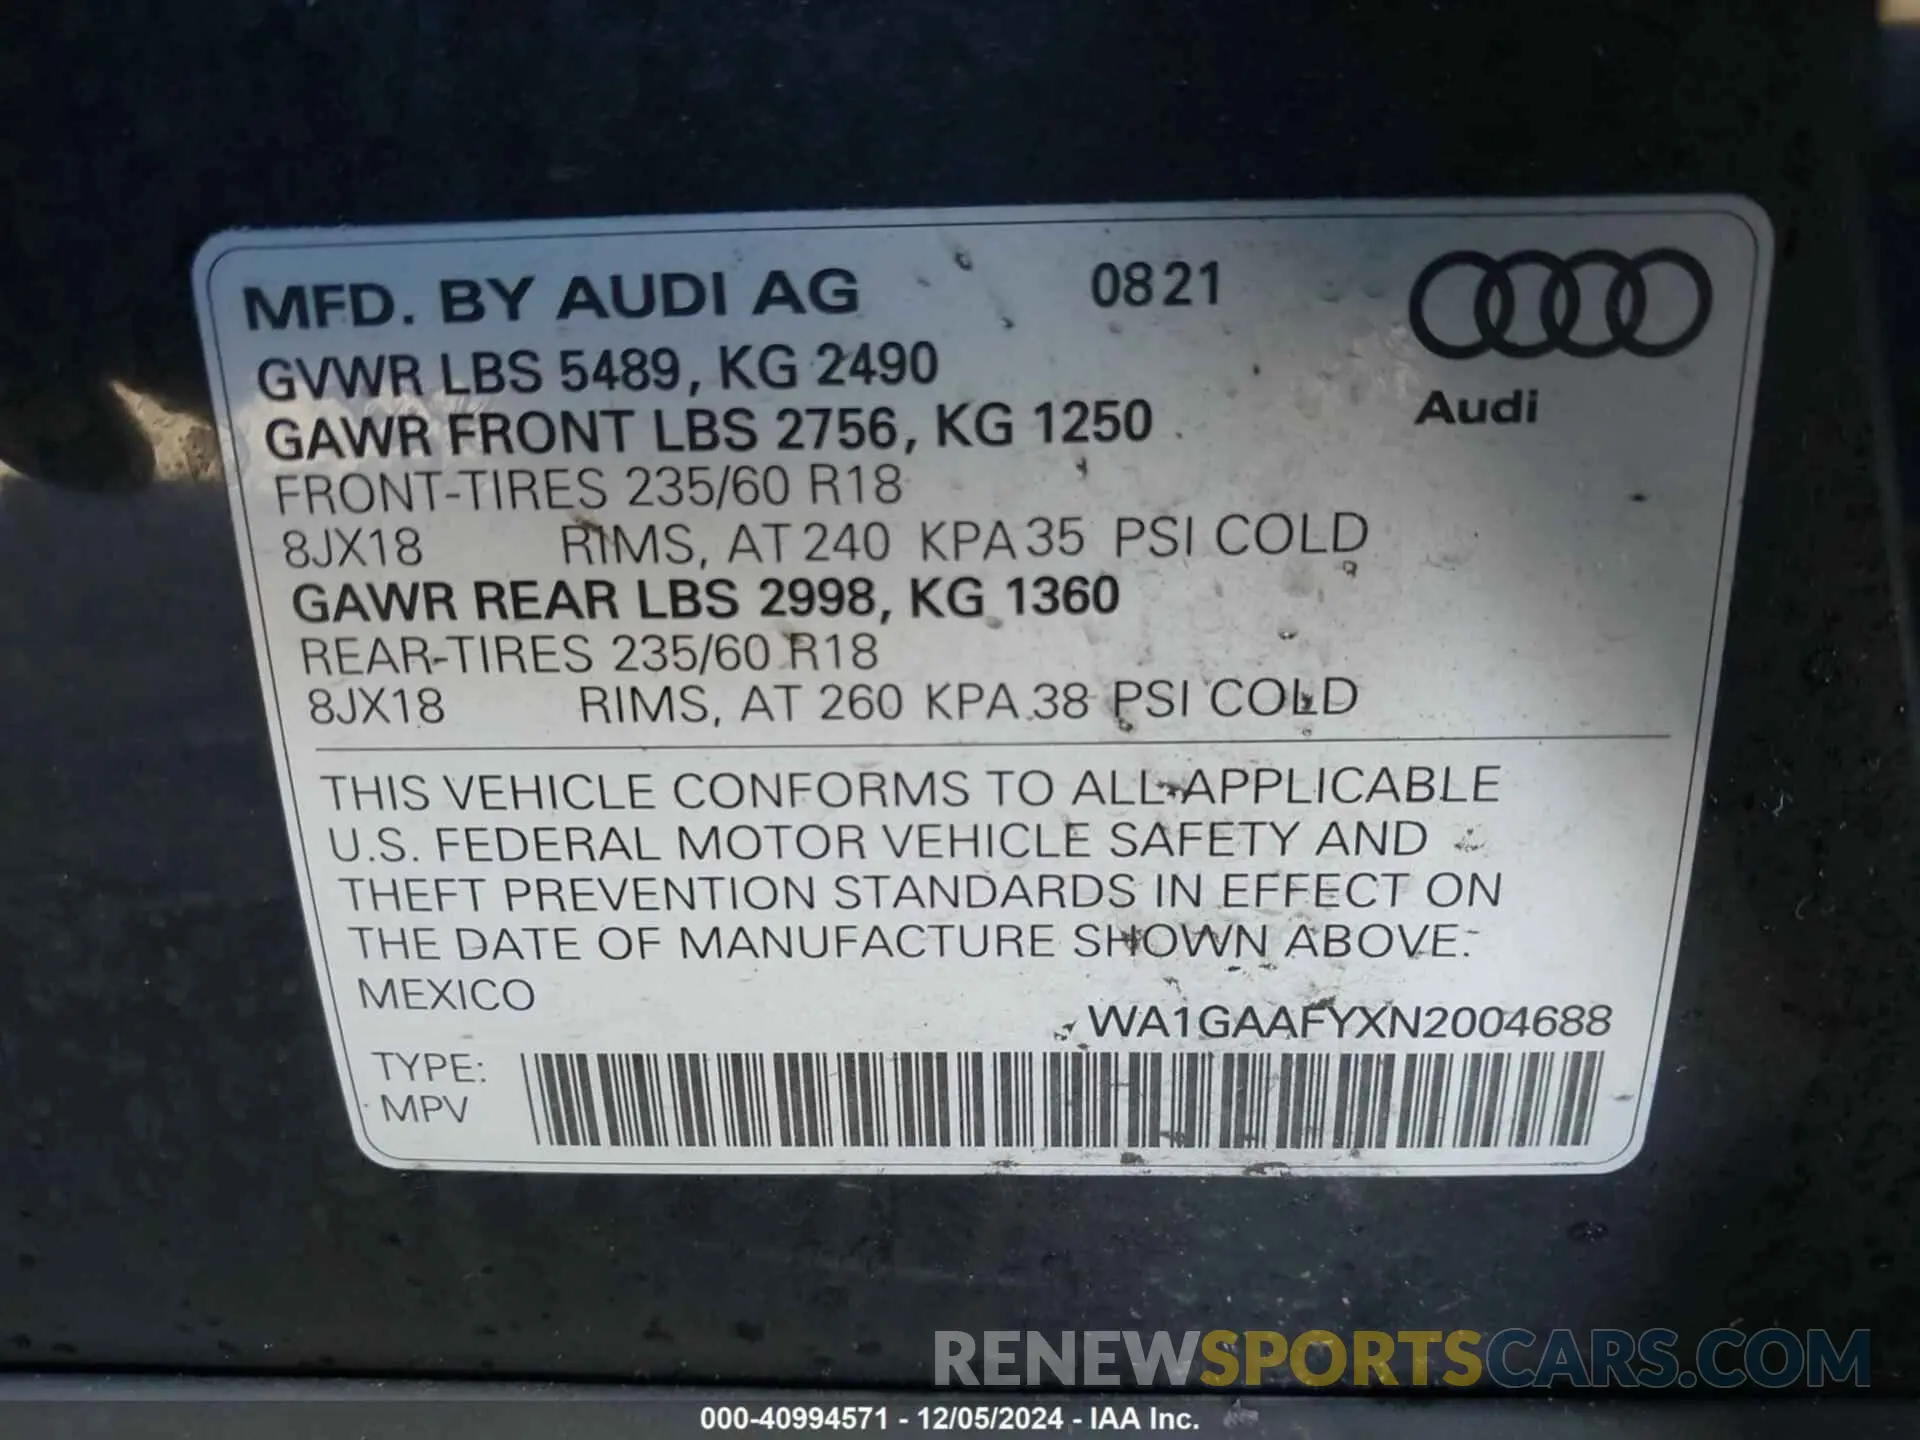 MFD. BY AUDI AG 0821
GVWR LBS 5489, KG 2490
Audi
GAWR FRONT LBS 2756, KG 1250
FRONT-TIRES 235/60 R18
8JX18 RIMS, AT 240 KPA 35 PSI COLD
GAWR REAR LBS 2998, KG 1360
REAR-TIRES 235/60 R18
8JX18 RIMS, AT 260 KPA 38 PSI COLD
THIS VEHICLE CONFORMS TO ALL APPLICABLE
U.S. FEDERAL MOTOR VEHICLE SAFETY AND
THEFT PREVENTION STANDARDS IN EFFECT ON
THE DATE OF MANUFACTURE SHOWN ABOVE.
MEXICO
WA1GAAFYXN2004688
TYPE:
MPV
RENEWSPORTSCARS.COM
000-40994571 - 12/05/2024 - IAA Inc.